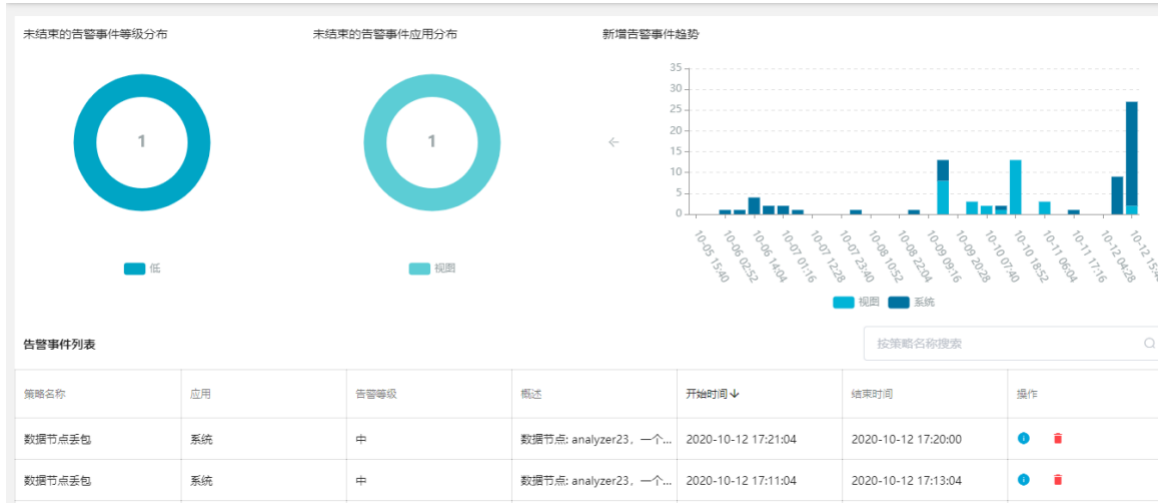 未结束的告警事件等级分布
未结束的告警事件应用分布
新增告警事件趋势
1
低
1
视图
35
30
25
20
15
10
5
0
10-05 15:40
10-06 02:52
10-06 14:04
10-07 01:16
10-07 12:28
10-07 23:40
10-08 10:52
10-08 22:04
10-09 09:16
10-09 20:28
10-10 07:40
10-10 18:52
10-11 06:04
10-11 17:16
10-12 04:28
10-12 15:4
视图 系统
告警事件列表
按策略名称搜索
策略名称 应用 告警等级 概述 开始时间↓ 结束时间 操作
数据节点丢包 系统 中 数据节点: analyzer23，一个... 2020-10-12 17:21:04 2020-10-12 17:20:00
数据节点丢包 系统 中 数据节点: analyzer23，一个... 2020-10-12 17:11:04 2020-10-12 17:13:04